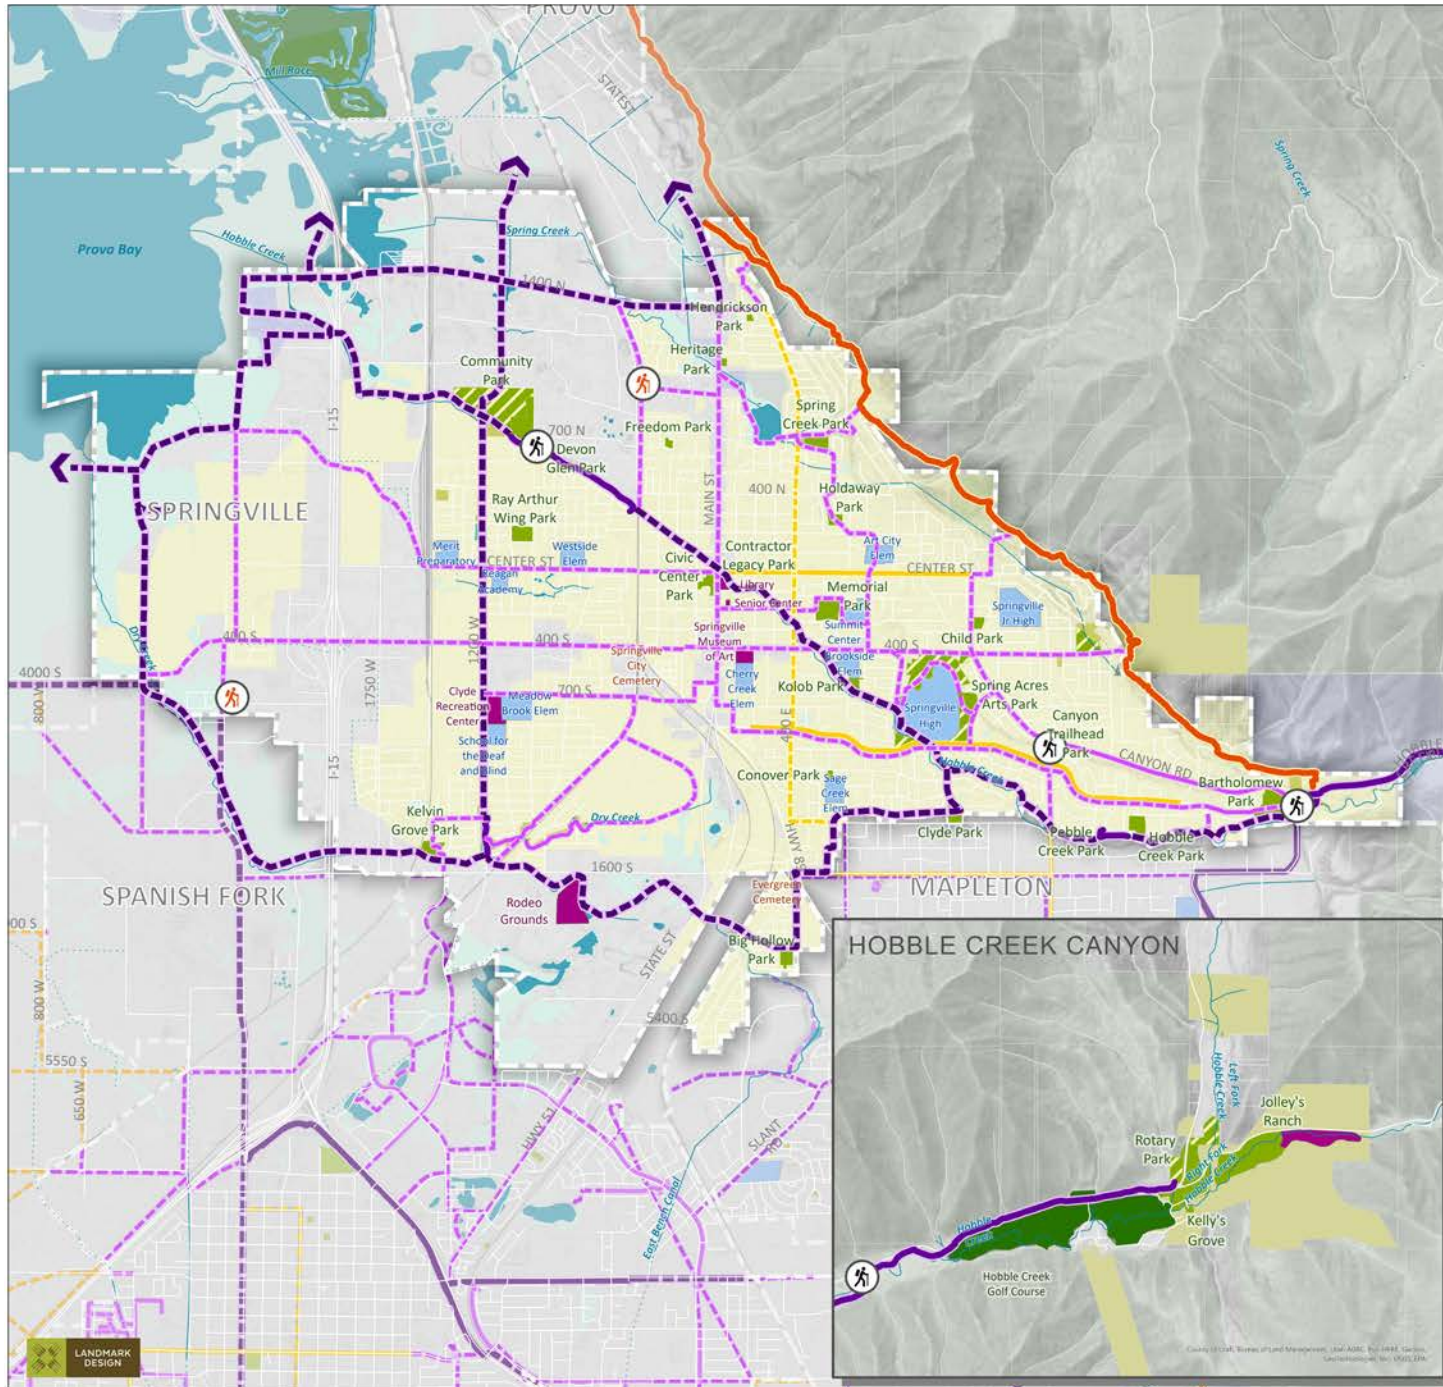 PROVO
Mill Race
STATE ST
Spring Creek
Provo Bay
Hobble Creek
Spring Creek
1400 N
Hendrickson
Park
Heritage
Park
Community
Park
I-15
700 N
Freedom Park
Spring
Creek Park
Devon
Glen Park
MAIN ST
400 N
Holdaway
Park
SPRINGVILLE
Ray Arthur
Wing Park
Merit
Preparatory
CENTER ST
Westside
Elem
Reagan
Academy
Civic
Center
Park
Contractor
Legacy Park
Library
Senior Center
Art City
Elem
CENTER ST
Memorial
Park
Springville
Jr High
Dry Creek
400 S
1200 W
400 S
Springville
City
Cemetery
Springville
Museum
of Art
Summit
Center
Brookside
Elem
400 S
Child Park
4000 S
800 W
1750 W
Clyde
Recreation
Center
Meadow
Brook Elem
700 S
Cherry
Creek
Elem
Kolob Park
400 E
Springville
High
Spring Acres
Arts Park
Canyon
Trailhead
Park
School for
the Deaf
and Blind
I-15
CANYON RD
HOBBLE
Hobble Creek
Conover Park
Sage
Creek
Elem
Bartholomew
Park
Kelvin
Grove Park
Dry Creek
HWY 89
Clyde Park
Pebble
Creek Park
Hobble
Creek Park
1600 S
SPANISH FORK
Evergreen
Cemetery
MAPLETON
Rodeo
Grounds
00 S
STATE ST
Big Hollow
Park
800 W
5400 S
5550 S
650 W
HWY 51
SLANT
RD
East Bench Canal
HOBBLE CREEK CANYON
Left Fork
Hobble Creek
Jolley's
Ranch
Rotary
Park
Right Fork
Hobble Creek
Kelly's
Grove
Hobble
Creek
Hobble Creek
Golf Course
LANDMARK
DESIGN